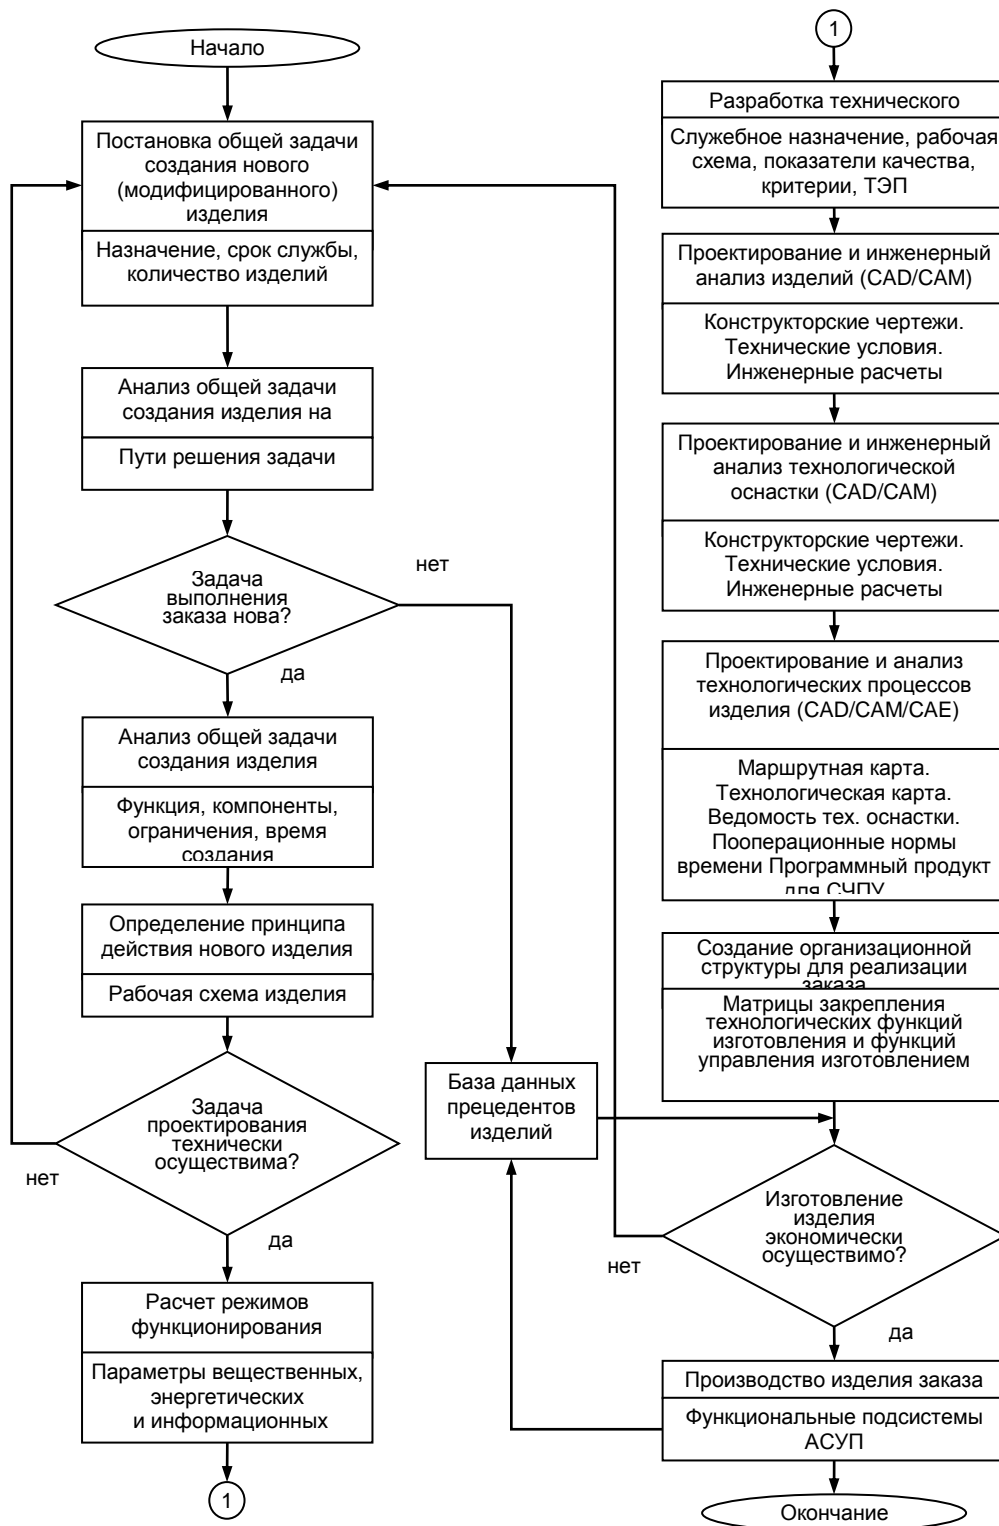 Начало
Постановка общей задачи
создания нового
(модифицированного)
изделия
Назначение, срок службы,
количество изделий
Анализ общей задачи
создания изделия на
Пути решения задачи
Задача
выполнения
заказа нова?
нет
да
Анализ общей задачи
создания изделия
Функция, компоненты,
ограничения, время
создания
Определение принципа
действия нового изделия
Рабочая схема изделия
Задача
проектирования
технически
осуществима?
нет
да
Расчет режимов
функционирования
Параметры вещественных,
энергетических
и информационных
1
База данных
прецедентов
изделий
1
Разработка технического
Служебное назначение, рабочая
схема, показатели качества,
критерии, ТЭП
Проектирование и инженерный
анализ изделий (CAD/CAM)
Конструкторские чертежи.
Технические условия.
Инженерные расчеты
Проектирование и инженерный
анализ технологической
оснастки (CAD/CAM)
Конструкторские чертежи.
Технические условия.
Инженерные расчеты
Проектирование и анализ
технологических процессов
изделия (CAD/CAM/CAE)
Маршрутная карта.
Технологическая карта.
Ведомость тех. оснастки.
Пооперационные нормы
времени Программный продукт
для СЧПУ
Создание организационной
структуры для реализации
заказа
Матрицы закрепления
технологических функций
изготовления и функций
управления изготовлением
Изготовление
изделия
экономически
осуществимо?
нет
да
Производство изделия заказа
Функциональные подсистемы
АСУП
Окончание